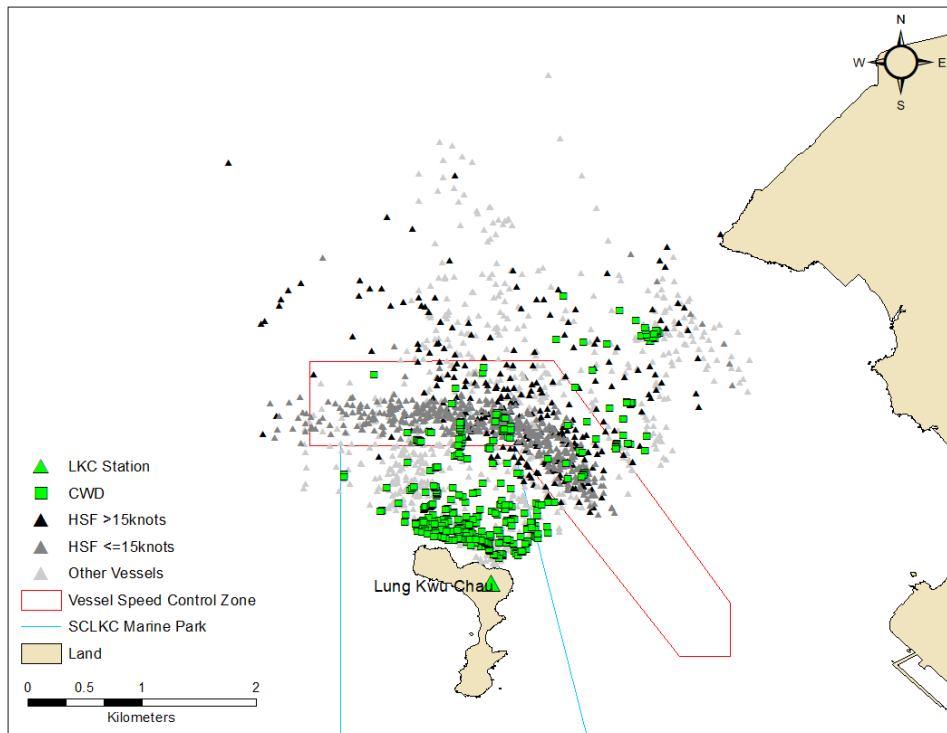 N
W E
S
LKC Station
CWD
HSF >15knots
HSF <=15knots
Other Vessels
Lung Kwu Chau
Vessel Speed Control Zone
SCLKC Marine Park
Land
0 0.5 1 2
Kilometers